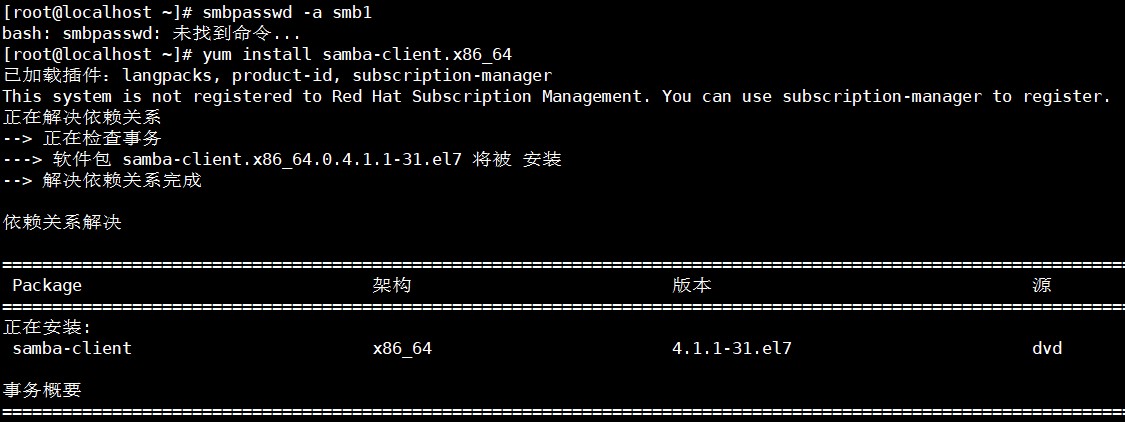 [root@localhost ~]# smbpasswd -a smb1
bash: smbpasswd: 未找到命令...
[root@localhost ~]# yum install samba-client.x86_64
已加载插件：langpacks, product-id, subscription-manager
This system is not registered to Red Hat Subscription Management. You can use subscription-manager to register.
正在解决依赖关系
--> 正在检查事务
---> 软件包 samba-client.x86_64.0.4.1.1-31.el7 将被 安装
--> 解决依赖关系完成
依赖关系解决
================================================================================================================
Package 架构 版本 源
================================================================================================================
正在安装:
samba-client x86_64 4.1.1-31.el7 dvd
事务概要
================================================================================================================